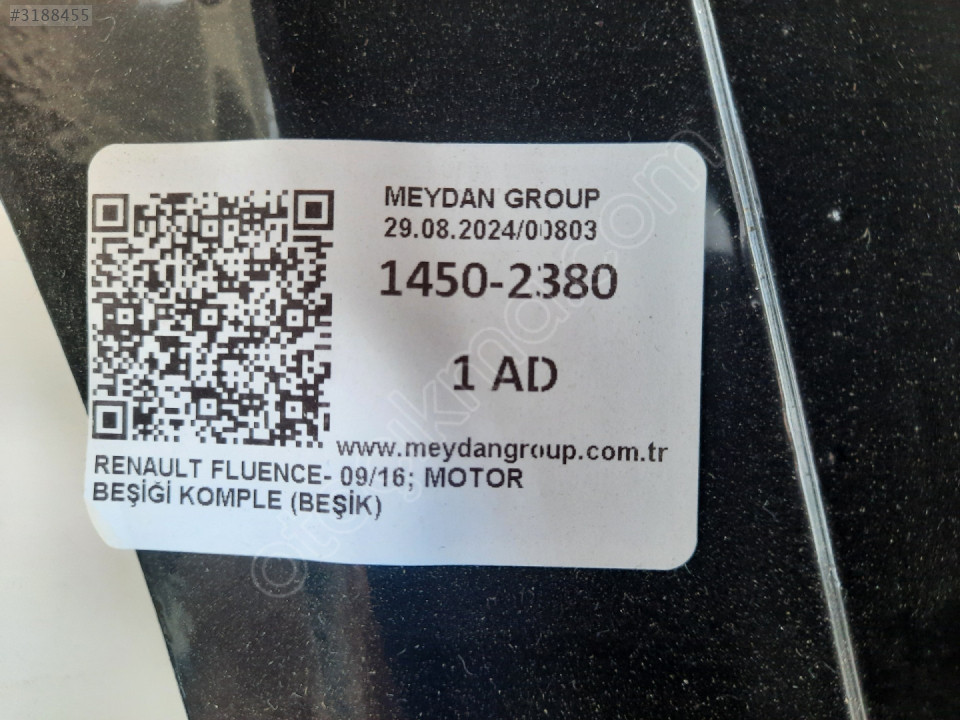 #3188455
MEYDAN GROUP
29.08.2024/00803
1450-2380
1 AD
www.meydangroup.com.tr
RENAULT FLUENCE- 09/16; MOTOR
BEŞİĞİ KOMPLE (BEŞİK)